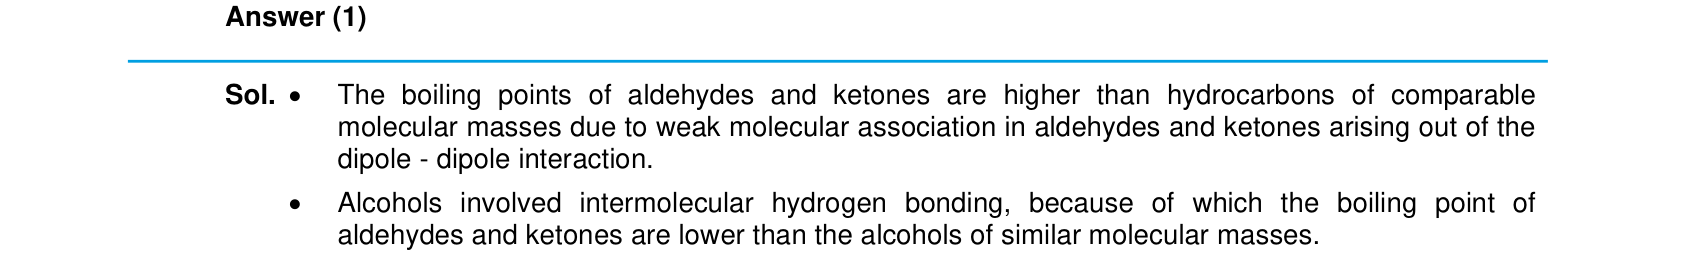 Answer (1)
Sol. • The boiling points of aldehydes and ketones are higher than hydrocarbons of comparable
molecular masses due to weak molecular association in aldehydes and ketones arising out of the
dipole - dipole interaction.
• Alcohols involved intermolecular hydrogen bonding, because of which the boiling point of
aldehydes and ketones are lower than the alcohols of similar molecular masses.